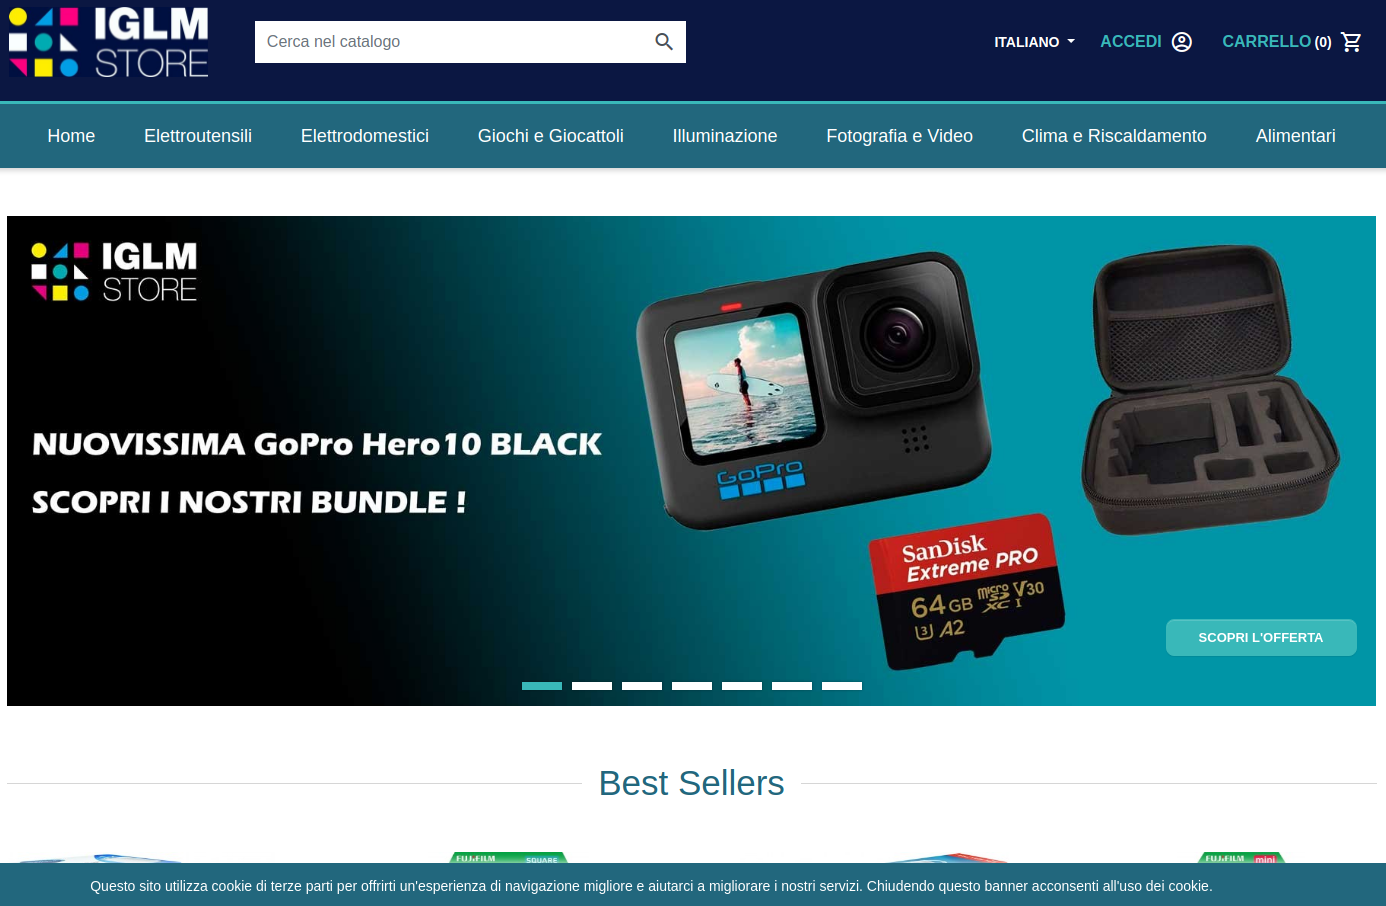 IGLM
STORE
Cerca nel catalogo
ITALIANO
ACCEDI
CARRELLO (0)
Home
Elettroutensili
Elettrodomestici
Giochi e Giocattoli
Illuminazione
Fotografia e Video
Clima e Riscaldamento
Alimentari
IGLM
STORE
NUOVISSIMA GoPro Hero10 BLACK
SCOPRI I NOSTRI BUNDLE !
GoPro
SanDisk
Extreme PRO
64GB
micro SD XC I
V30
U3 A2
SCOPRI L'OFFERTA
Best Sellers
FUJIFILM
SQUARE
FUJIFILM
mini
Questo sito utilizza cookie di terze parti per offrirti un'esperienza di navigazione migliore e aiutarci a migliorare i nostri servizi. Chiudendo questo banner acconsenti all'uso dei cookie.